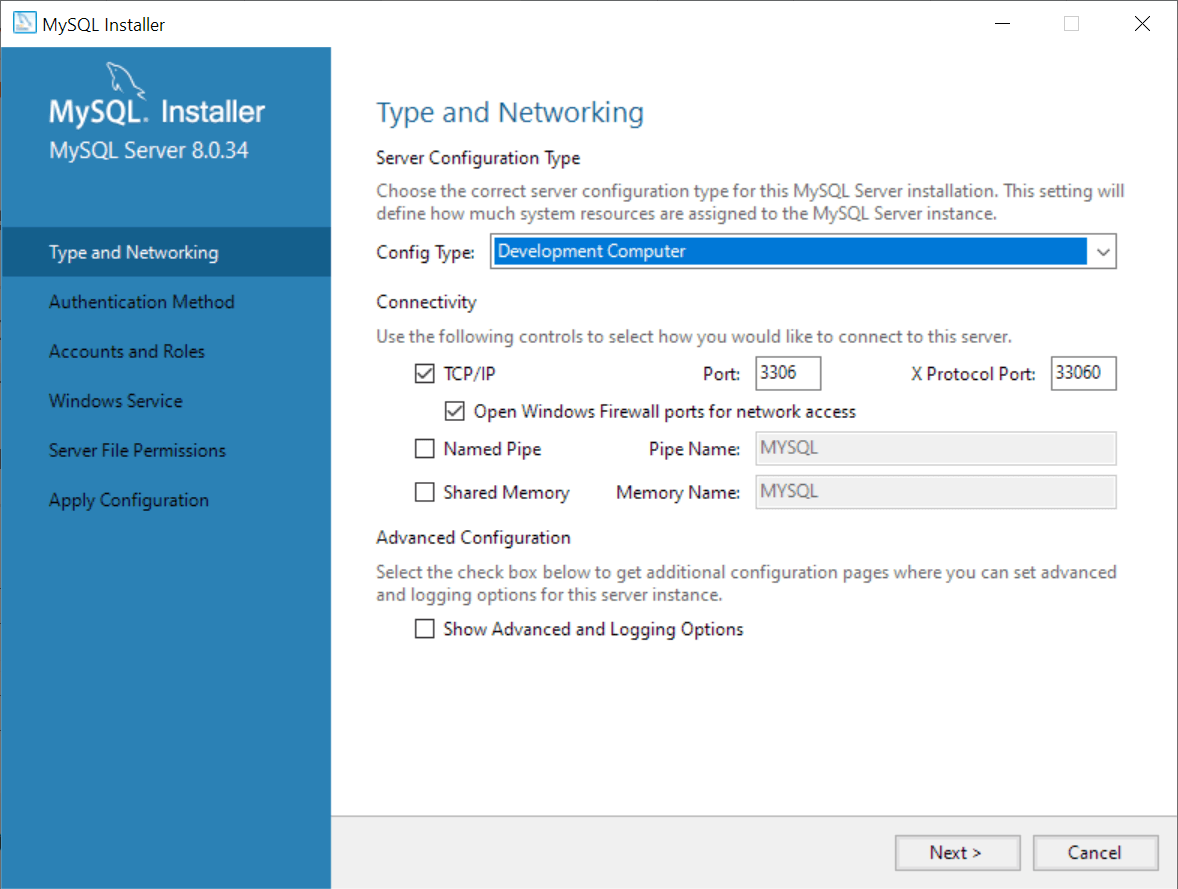 MySQL Installer
MySQL. Installer
MySQL Server 8.0.34
Type and Networking
Authentication Method
Accounts and Roles
Windows Service
Server File Permissions
Apply Configuration
Type and Networking
Server Configuration Type
Choose the correct server configuration type for this MySQL Server installation. This setting will
define how much system resources are assigned to the MySQL Server instance.
Config Type: Development Computer
Connectivity
Use the following controls to select how you would like to connect to this server.
TCP/IP Port: 3306 X Protocol Port: 33060
Open Windows Firewall ports for network access
Named Pipe Pipe Name: MYSQL
Shared Memory Memory Name: MYSQL
Advanced Configuration
Select the check box below to get additional configuration pages where you can set advanced
and logging options for this server instance.
Show Advanced and Logging Options
Next > Cancel